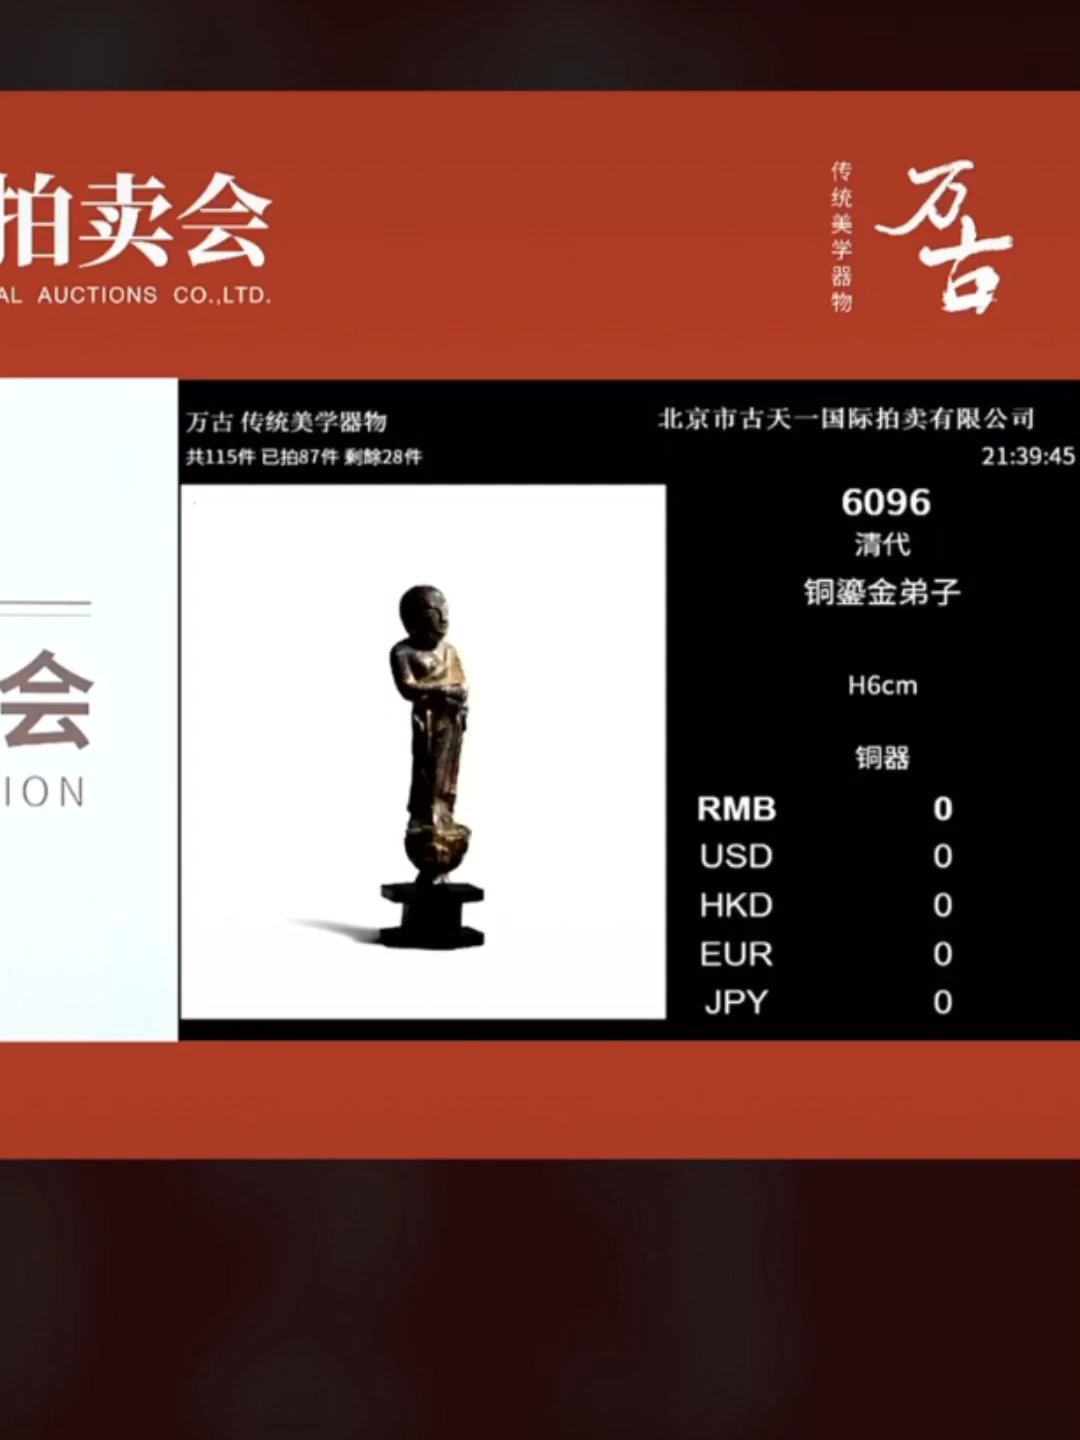 拍卖会
AL AUCTIONS CO.,LTD.
传统美学器物
万古
会
ION
万古 传统美学器物
共115件 已拍87件 剩餘28件
北京市古天一国际拍卖有限公司
21:39:45
6096
清代
铜鎏金弟子
H6cm
铜器
RMB 0
USD 0
HKD 0
EUR 0
JPY 0